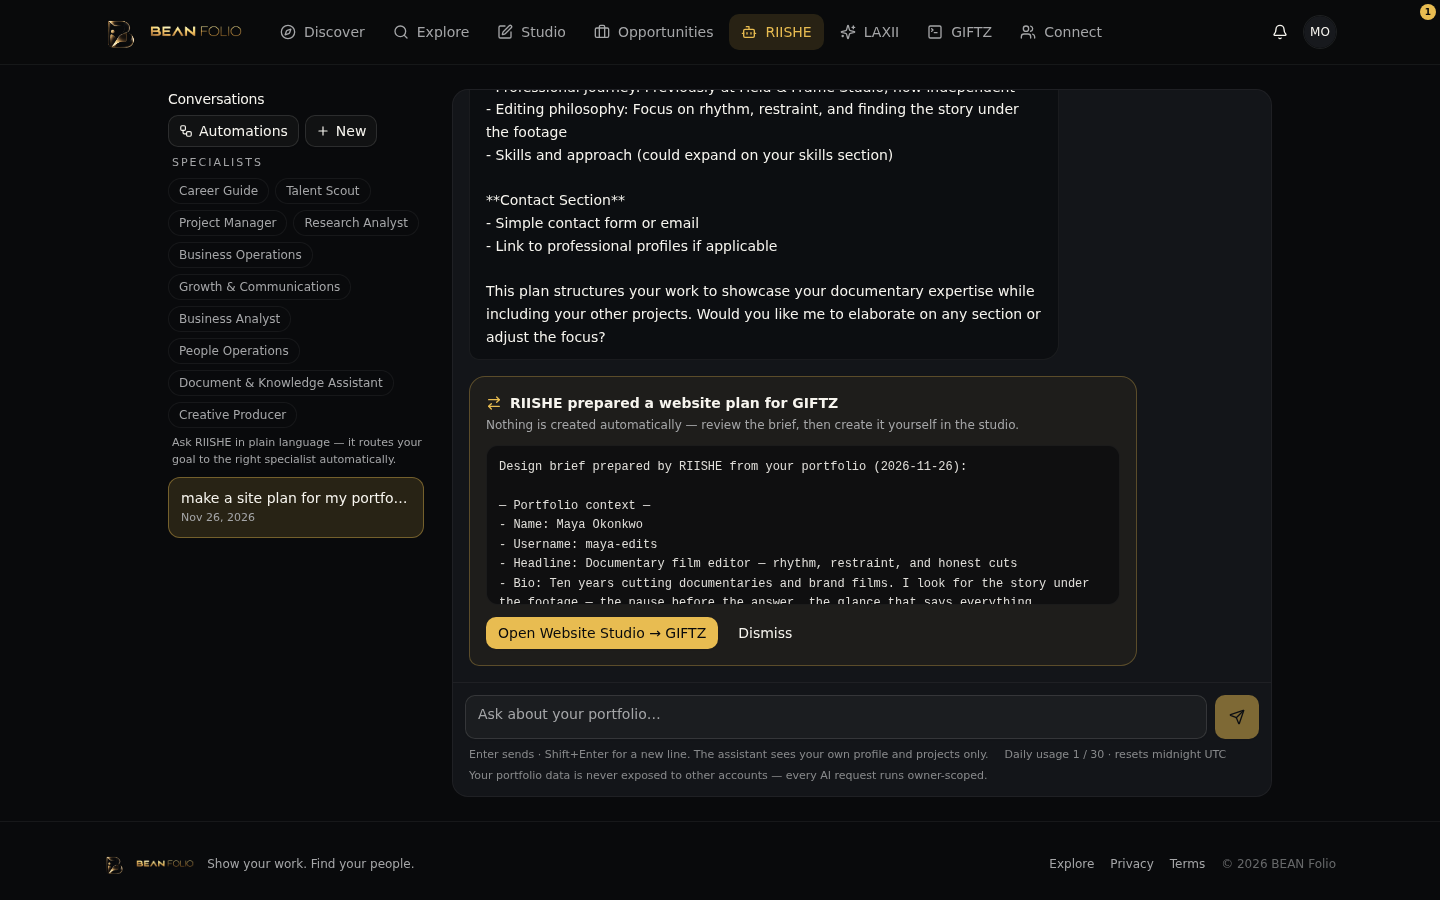 BEAN FOLIO
Discover
Explore
Studio
Opportunities
RIISHE
LAXII
GIFTZ
Connect
MO
1
Conversations
Automations
New
SPECIALISTS
Career Guide
Talent Scout
Project Manager
Research Analyst
Business Operations
Growth & Communications
Business Analyst
People Operations
Document & Knowledge Assistant
Creative Producer
Ask RIISHE in plain language — it routes your
goal to the right specialist automatically.
make a site plan for my portfo...
Nov 26, 2026
- Editing philosophy: Focus on rhythm, restraint, and finding the story under
the footage
- Skills and approach (could expand on your skills section)
**Contact Section**
- Simple contact form or email
- Link to professional profiles if applicable
This plan structures your work to showcase your documentary expertise while
including your other projects. Would you like me to elaborate on any section or
adjust the focus?
RIISHE prepared a website plan for GIFTZ
Nothing is created automatically — review the brief, then create it yourself in the studio.
Design brief prepared by RIISHE from your portfolio (2026-11-26):
— Portfolio context —
- Name: Maya Okonkwo
- Username: maya-edits
- Headline: Documentary film editor — rhythm, restraint, and honest cuts
- Bio: Ten years cutting documentaries and brand films. I look for the story under
the footage — the pause before the answer, the glance that says everything.
Open Website Studio → GIFTZ
Dismiss
Ask about your portfolio...
Enter sends · Shift+Enter for a new line. The assistant sees your own profile and projects only.
Daily usage 1 / 30 · resets midnight UTC
Your portfolio data is never exposed to other accounts — every AI request runs owner-scoped.
BEAN FOLIO
Show your work. Find your people.
Explore
Privacy
Terms
© 2026 BEAN Folio